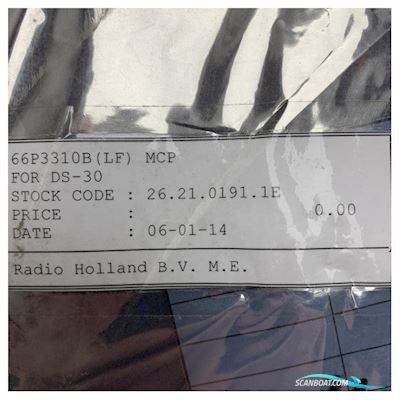 66P3310B(LF) MCP
FOR DS-30
STOCK CODE : 26.21.0191.1E
PRICE : 0.00
DATE : 06-01-14
Radio Holland B.V. M.E.
SCANBOAT.COM